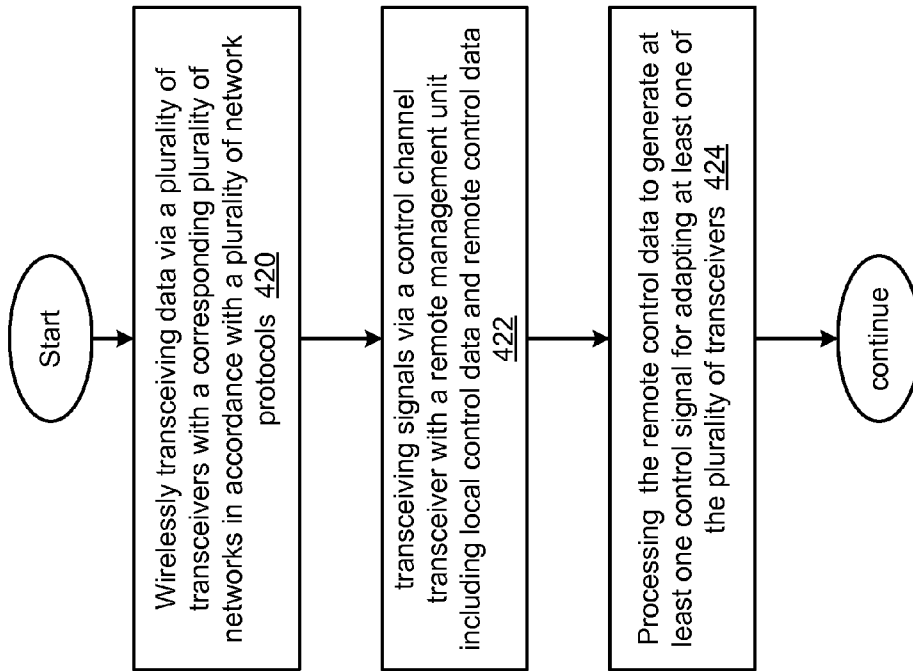 Start
Wirelessly transceiving data via a plurality of
transceivers with a corresponding plurality of
networks in accordance with a plurality of network
protocols 420
transceiving signals via a control channel
transceiver with a remote management unit
including local control data and remote control data
422
Processing the remote control data to generate at
least one control signal for adapting at least one of
the plurality of transceivers 424
continue